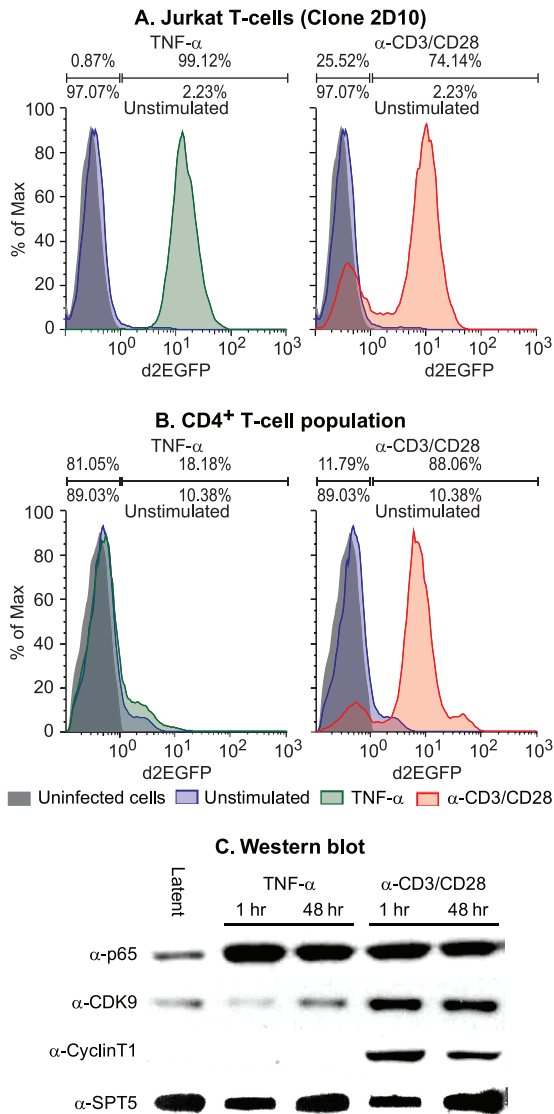 A. Jurkat T-cells (Clone 2D10)
TNF-α α-CD3/CD28
0.87% 99.12% 25.52% 74.14%
97.07% 2.23% 97.07% 2.23%
Unstimulated Unstimulated
100
80
60
40
20
0
% of Max
10⁰ 10¹ 10² 10³ 10⁰ 10¹ 10² 10³
d2EGFP d2EGFP
B. CD4⁺ T-cell population
TNF-α α-CD3/CD28
81.05% 18.18% 11.79% 88.06%
89.03% 10.38% 89.03% 10.38%
Unstimulated Unstimulated
100
80
60
40
20
0
% of Max
10⁰ 10¹ 10² 10³ 10⁰ 10¹ 10² 10³
d2EGFP d2EGFP
Uninfected cells Unstimulated TNF-α α-CD3/CD28
C. Western blot
Latent
TNF-α α-CD3/CD28
1 hr 48 hr 1 hr 48 hr
α-p65
α-CDK9
α-CyclinT1
α-SPT5